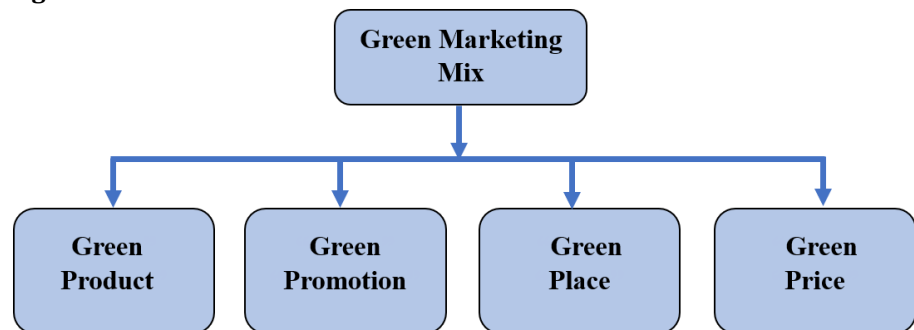 Green Marketing
Mix
Green
Product
Green
Promotion
Green
Place
Green
Price